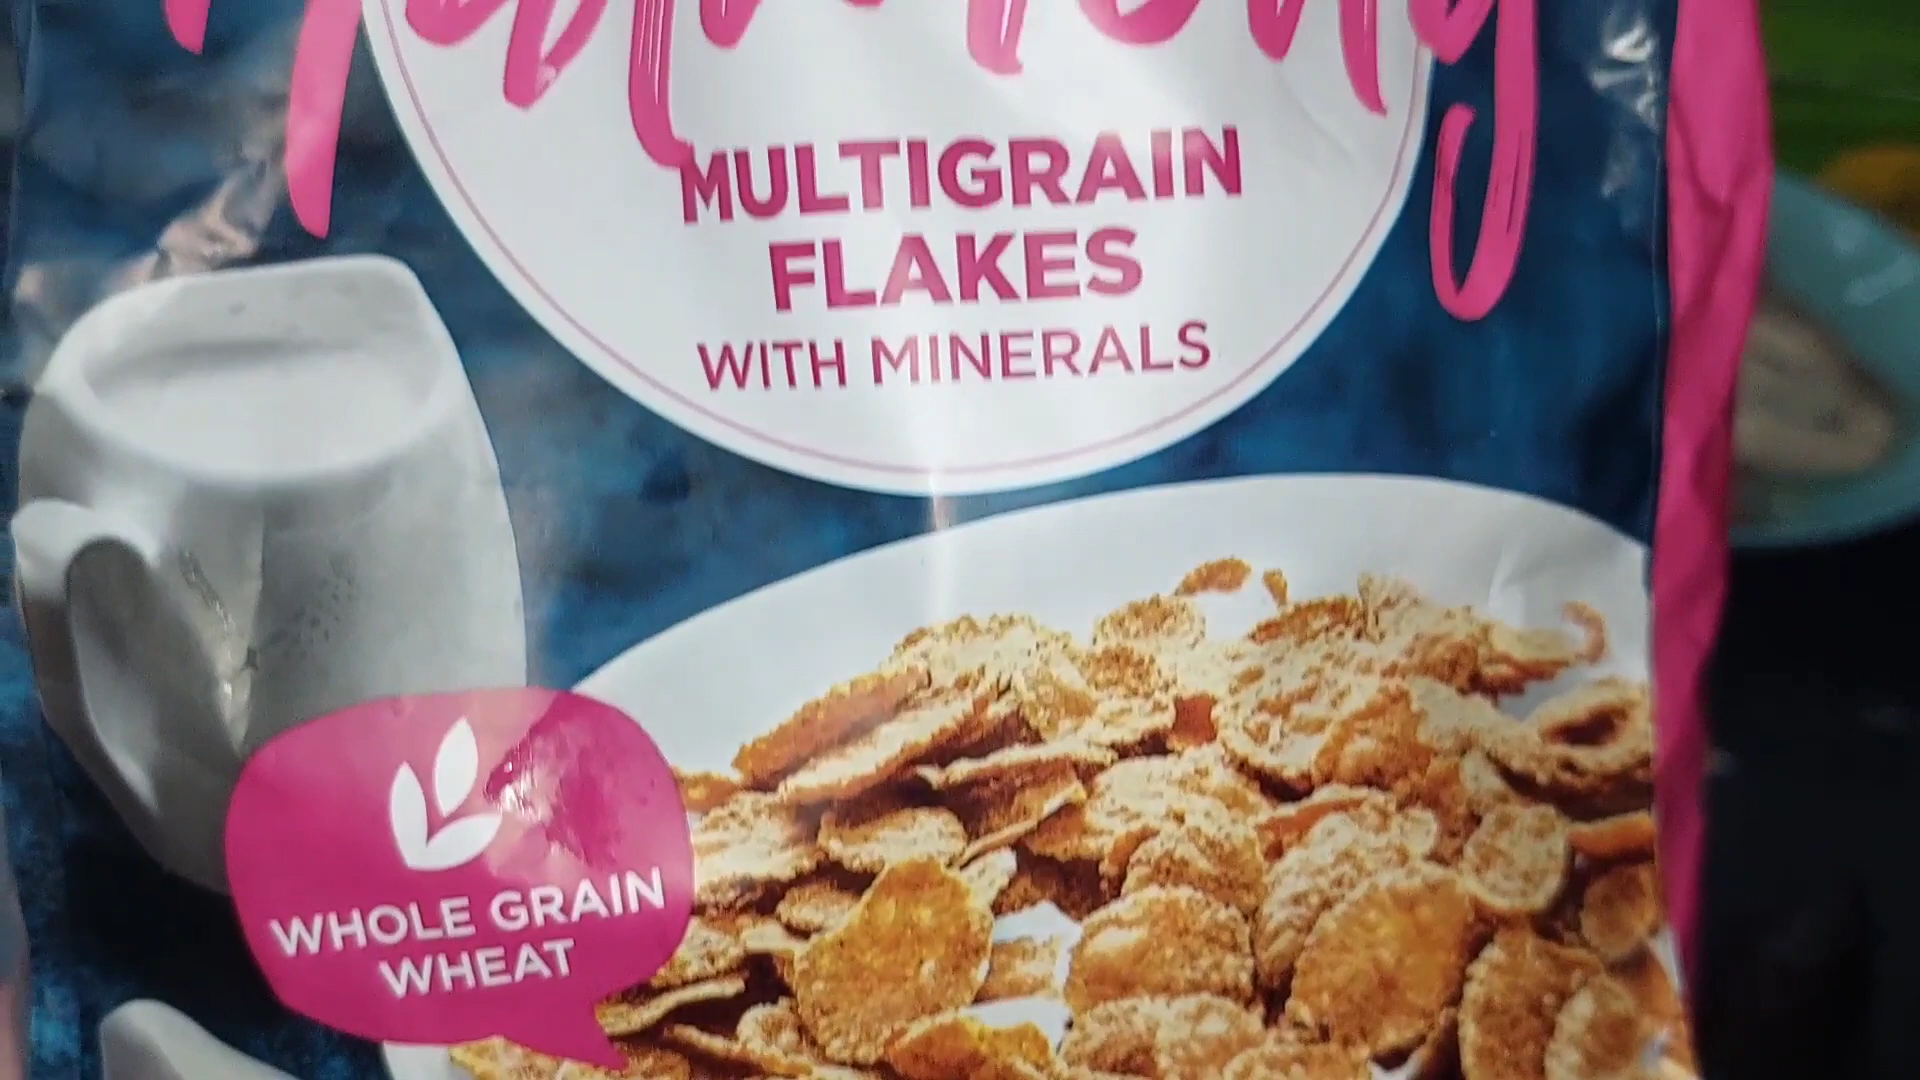 MULTIGRAIN
FLAKES
WITH MINERALS
WHOLE GRAIN
WHEAT